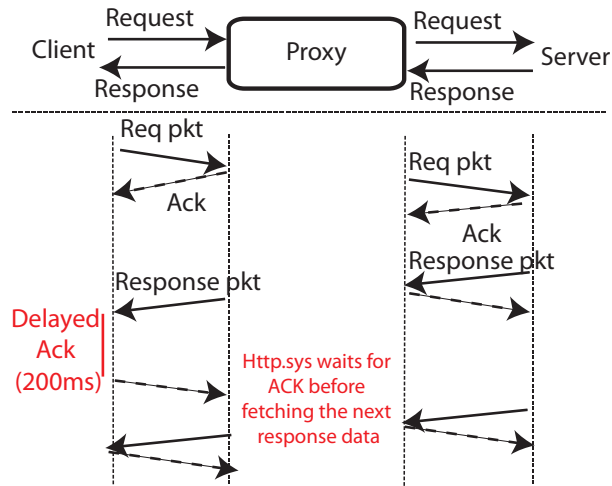 Request
Client
Response
Proxy
Request
Server
Response
Req pkt
Ack
Req pkt
Ack
Response pkt
Response pkt
Delayed
Ack
(200ms)
Http.sys waits for
ACK before
fetching the next
response data